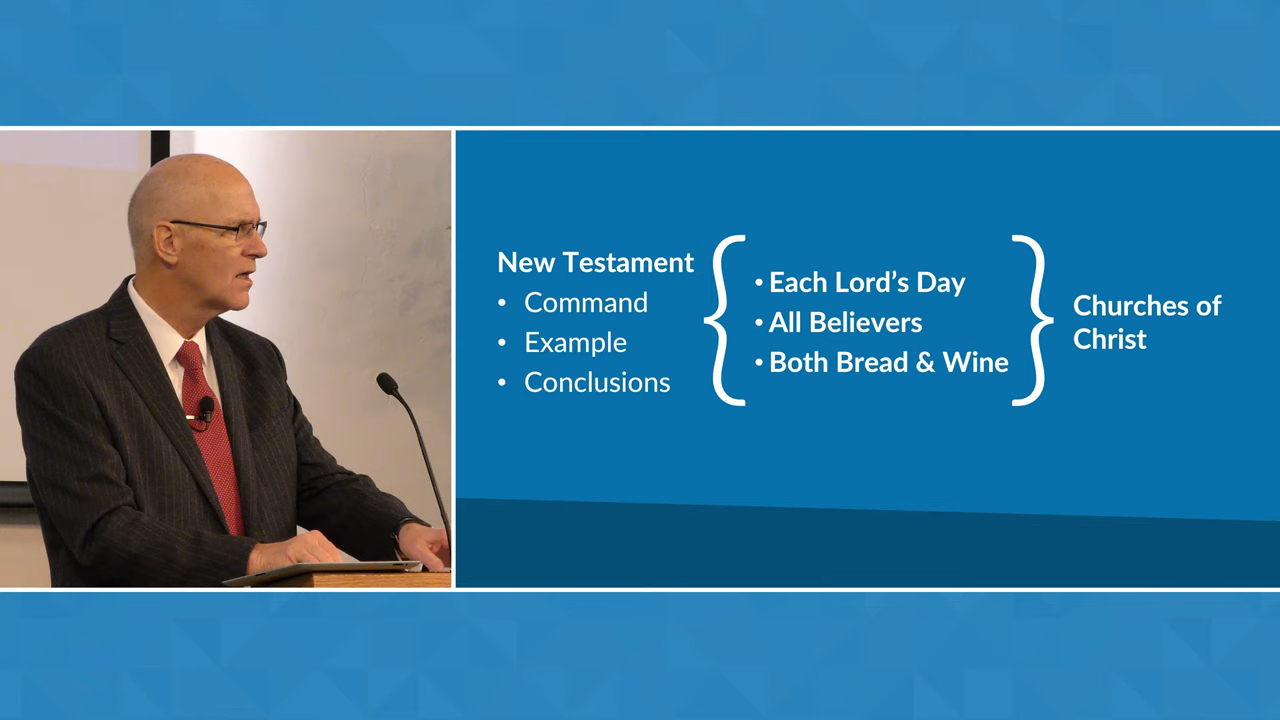 New Testament
• Command
• Example
• Conclusions
• Each Lord’s Day
• All Believers
• Both Bread & Wine
Churches of
Christ